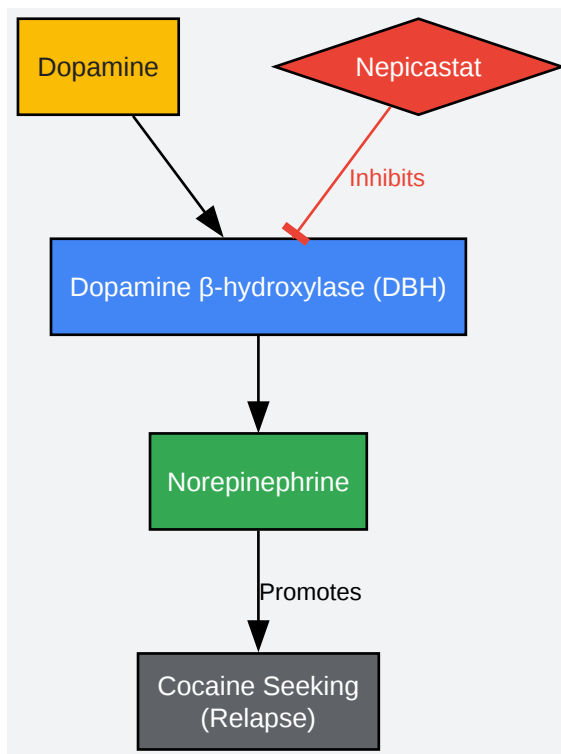 Dopamine
Nepicastat
Inhibits
Dopamine β-hydroxylase (DBH)
Norepinephrine
Promotes
Cocaine Seeking
(Relapse)